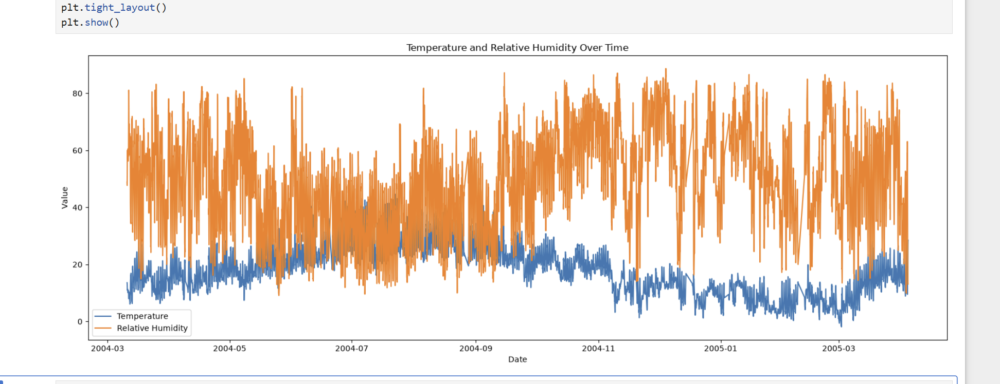 plt.tight_layout()
plt.show()
Temperature and Relative Humidity Over Time
80
60
40
20
0
Value
Temperature
Relative Humidity
2004-03 2004-05 2004-07 2004-09 2004-11 2005-01 2005-03
Date